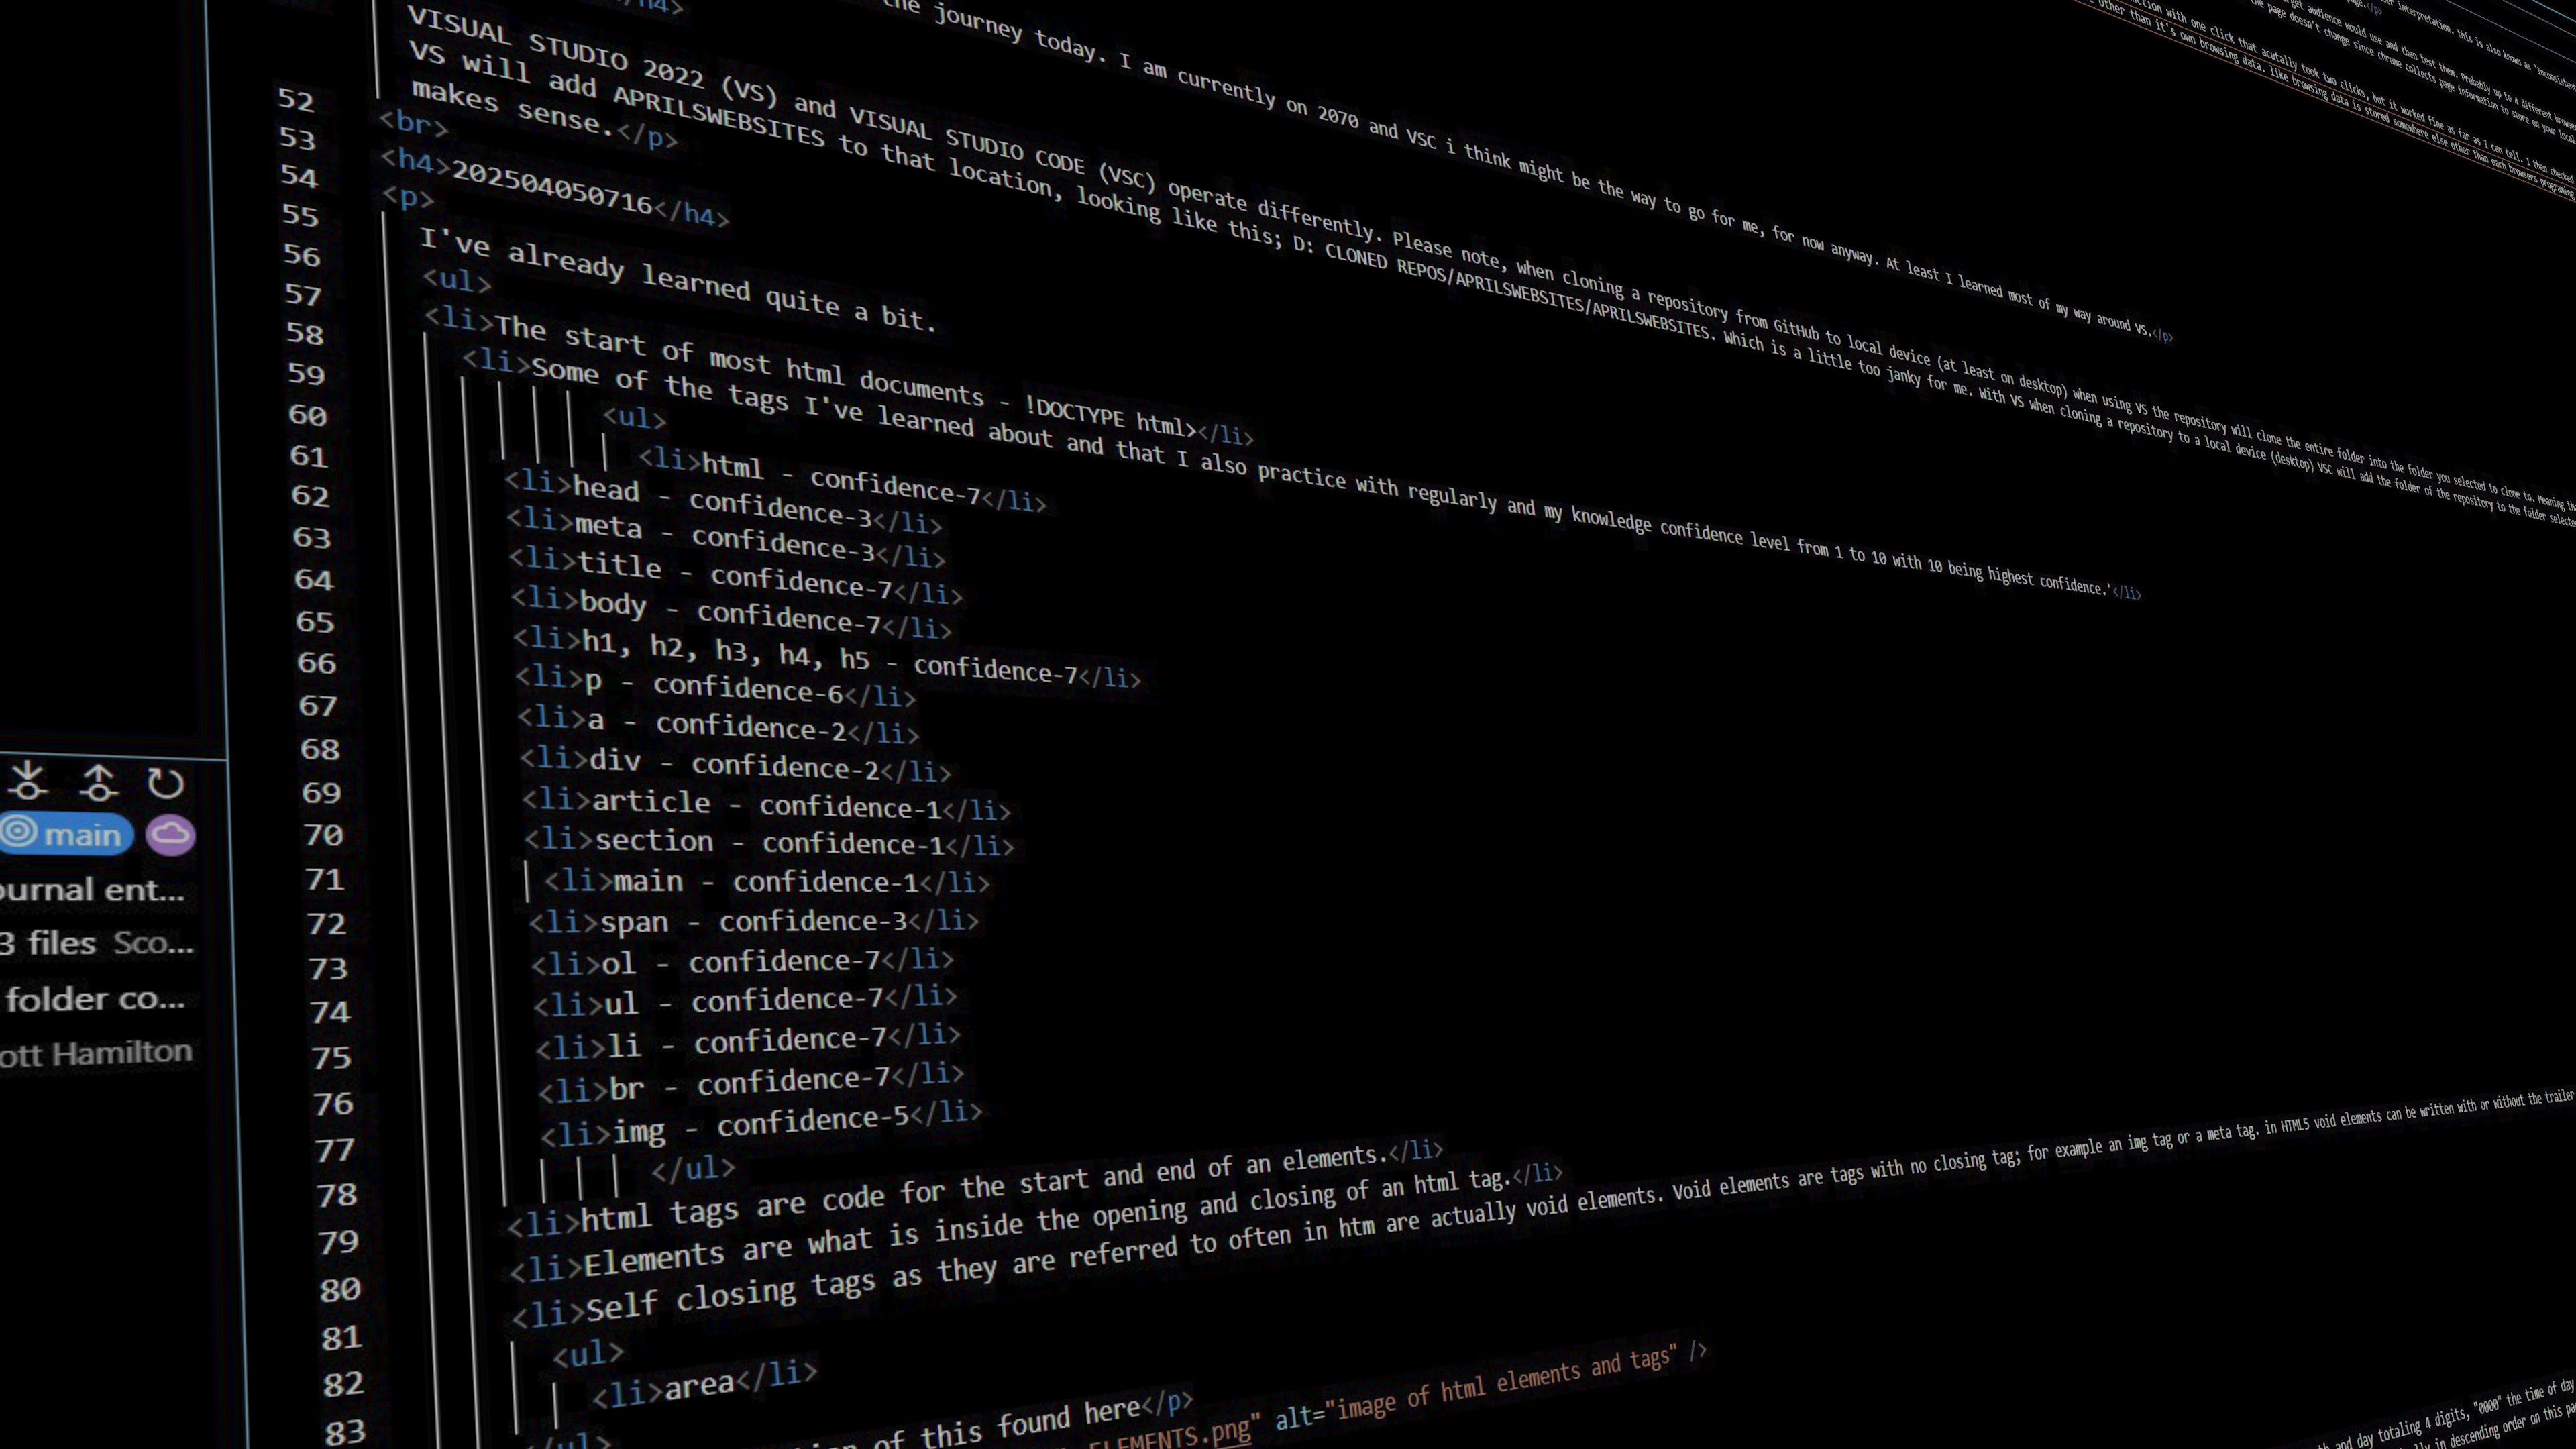 /h4>
the journey today. I am currently on 2070 and VSC i think might be the way to go for me, for now anyway. At least I learned most of my way around VS.</p>
VISUAL STUDIO 2022 (VS) and VISUAL STUDIO CODE (VSC) operate differently. Please note, when cloning a repository from GitHub to local device (at least on desktop) when using VS the repository will clone the entire folder into the folder you selected to clone to. Meaning
VS will add APRILSWEBSITES to that location, looking like this; D: CLONED REPOS/APRILSWEBSITES/APRILSWEBSITES. Which is a little too janky for me. With VS when cloning a repository to a local device (desktop) VSC will add the folder of the repository to the folder
makes sense.</p>
52 <br>
53 <h4>202504050716</h4>
54 <p>
55 I've already learned quite a bit.
56 <ul>
57 <li>The start of most html documents - !DOCTYPE html></li>
58 <li>Some of the tags I've learned about and that I also practice with regularly and my knowledge confidence level from 1 to 10 with 10 being highest confidence.'</li>
59 <ul>
60 <li>html - confidence-7</li>
61 <li>head - confidence-3</li>
62 <li>meta - confidence-3</li>
63 <li>title - confidence-7</li>
64 <li>body - confidence-7</li>
65 <li>h1, h2, h3, h4, h5 - confidence-7</li>
66 <li>p - confidence-6</li>
67 <li>a - confidence-2</li>
68 <li>div - confidence-2</li>
69 <li>article - confidence-1</li>
70 <li>section - confidence-1</li>
71 <li>main - confidence-1</li>
72 <li>span - confidence-3</li>
73 <li>ol - confidence-7</li>
74 <li>ul - confidence-7</li>
75 <li>li - confidence-7</li>
76 <li>br - confidence-7</li>
77 <li>img - confidence-5</li>
78 </ul>
79 <li>html tags are code for the start and end of an elements.</li>
80 <li>Elements are what is inside the opening and closing of an html tag.</li>
81 <li>Self closing tags as they are referred to often in htm are actually void elements. Void elements are tags with no closing tag; for example an img tag or a meta tag. in HTML5 void elements can be written with or without the trailer
82 <ul>
83 <li>area</li>
</ul>
of this found here</p>
ELEMENTS.png" alt="image of html elements and tags" />
and day totaling 4 digits, "0000" the time of day
in descending order on this
main
ournal ent...
3 files Sco...
folder co...
ott Hamilton